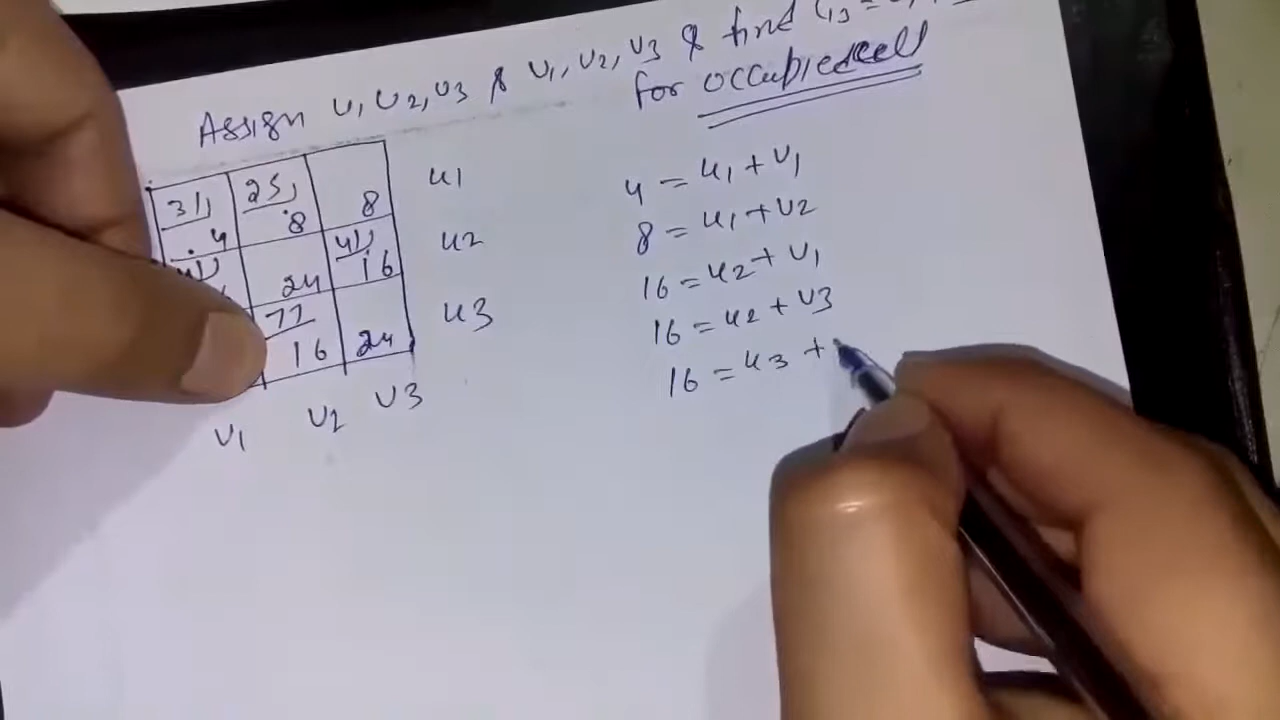 Assign U1, U2, U3 & V1, V2, V3 & find
for occupied cell
31 25
4 8 8 u1
41 41
24 16 u2
77
16 24 u3
V1 V2 V3
4 = u1 + V1
8 = u1 + V2
16 = u2 + V1
16 = u2 + V3
16 = u3 +